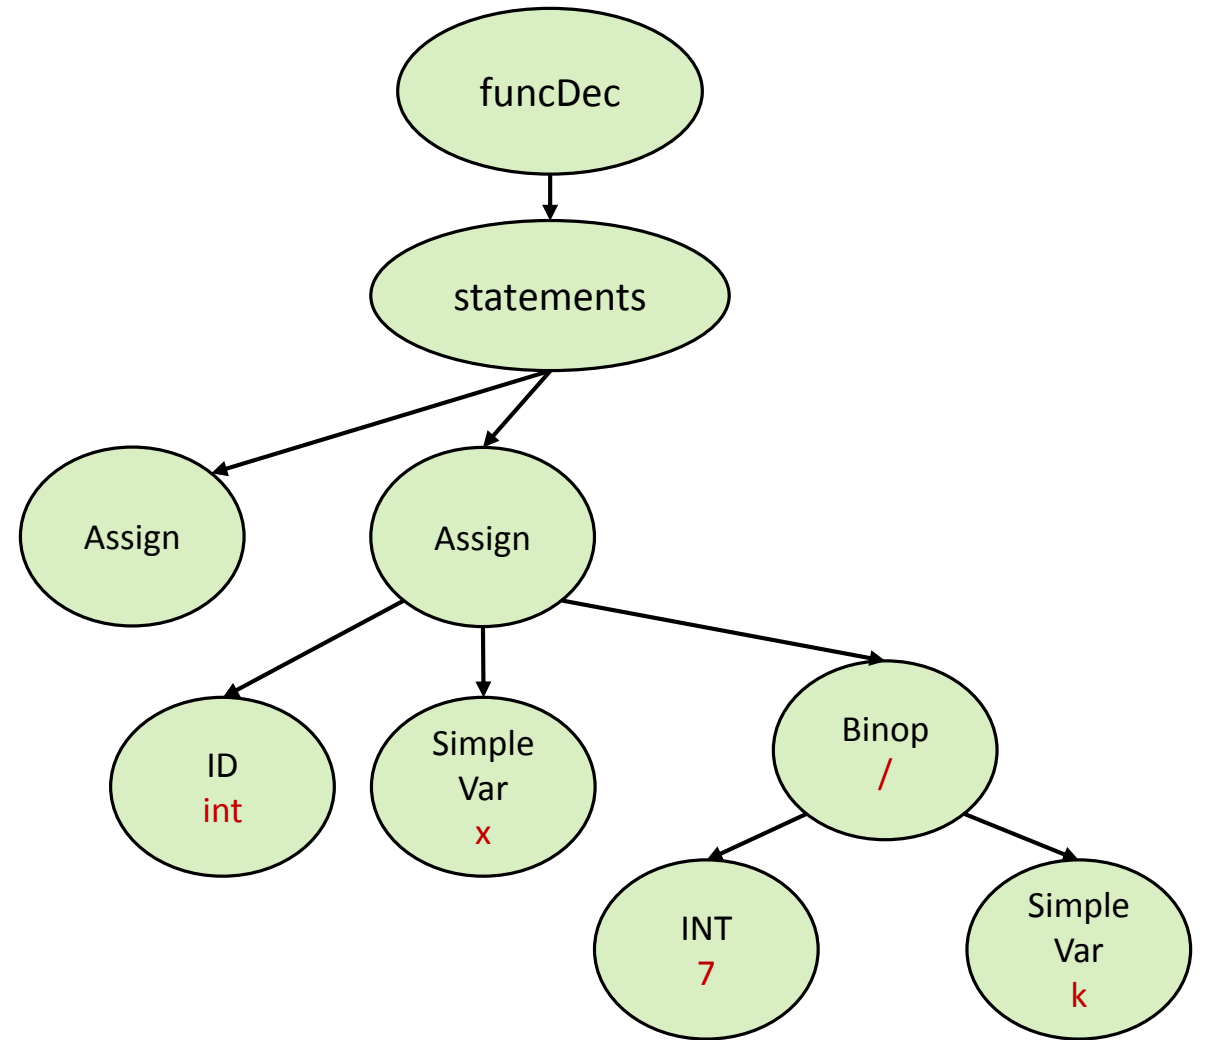 funcDec
statements
Assign
Assign
ID
int
Simple
Var
x
Binop
/
INT
7
Simple
Var
k